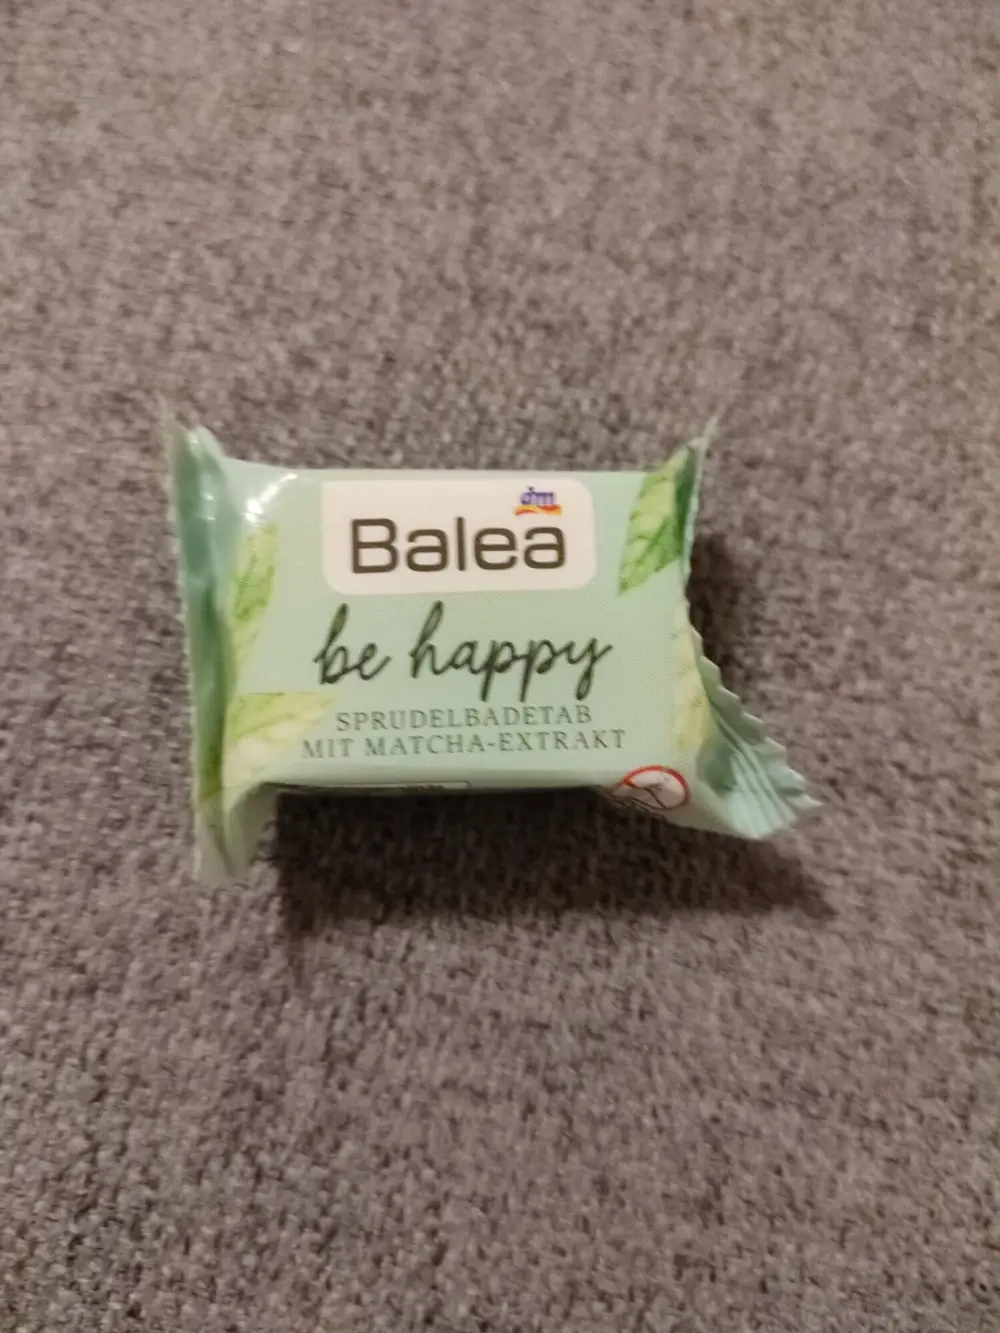 dm
Balea
be happy
SPRUDELBADETAB
MIT MATCHA-EXTRAKT